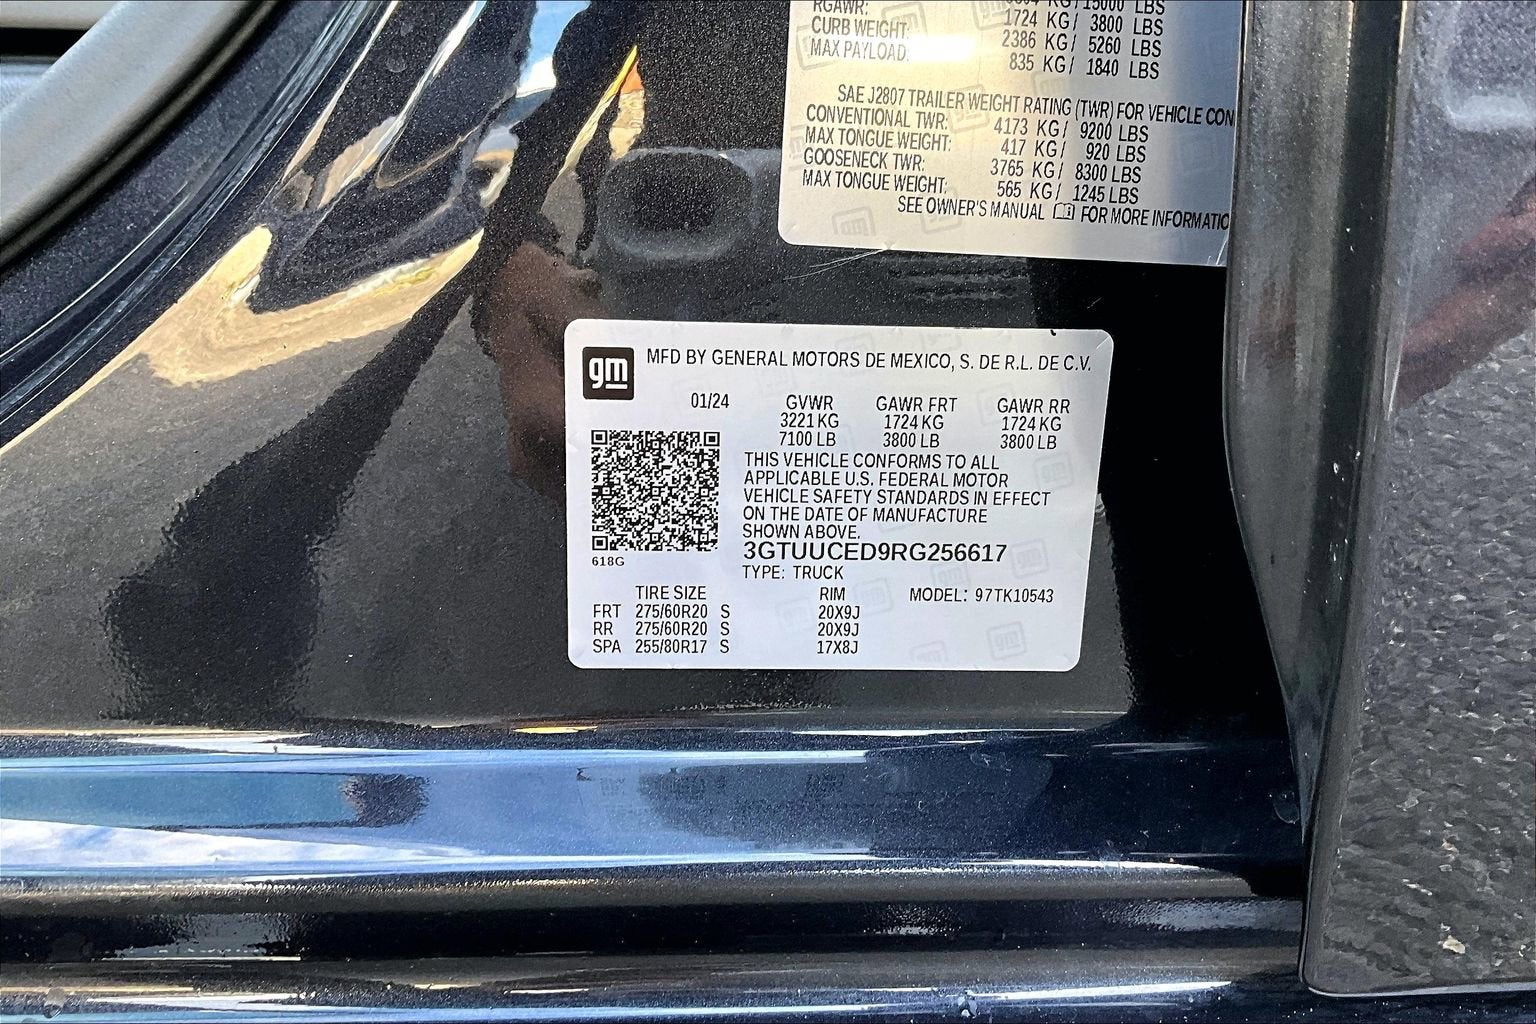 KG/ 15000 LBS
RGAWR: 1724 KG/ 3800 LBS
CURB WEIGHT: 2386 KG/ 5260 LBS
MAX PAYLOAD: 835 KG/ 1840 LBS
SAE J2807 TRAILER WEIGHT RATING (TWR) FOR VEHICLE CON
CONVENTIONAL TWR: 4173 KG/ 9200 LBS
MAX TONGUE WEIGHT: 417 KG/ 920 LBS
GOOSENECK TWR: 3765 KG/ 8300 LBS
MAX TONGUE WEIGHT: 565 KG/ 1245 LBS
SEE OWNER'S MANUAL FOR MORE INFORMATIO
gm MFD BY GENERAL MOTORS DE MEXICO, S. DE R.L. DE C.V.
01/24 GVWR GAWR FRT GAWR RR
3221 KG 1724 KG 1724 KG
7100 LB 3800 LB 3800 LB
THIS VEHICLE CONFORMS TO ALL
APPLICABLE U.S. FEDERAL MOTOR
VEHICLE SAFETY STANDARDS IN EFFECT
ON THE DATE OF MANUFACTURE
SHOWN ABOVE.
3GTUUCED9RG256617
618G
TYPE: TRUCK
TIRE SIZE RIM MODEL: 97TK10543
FRT 275/60R20 S 20X9J
RR 275/60R20 S 20X9J
SPA 255/80R17 S 17X8J